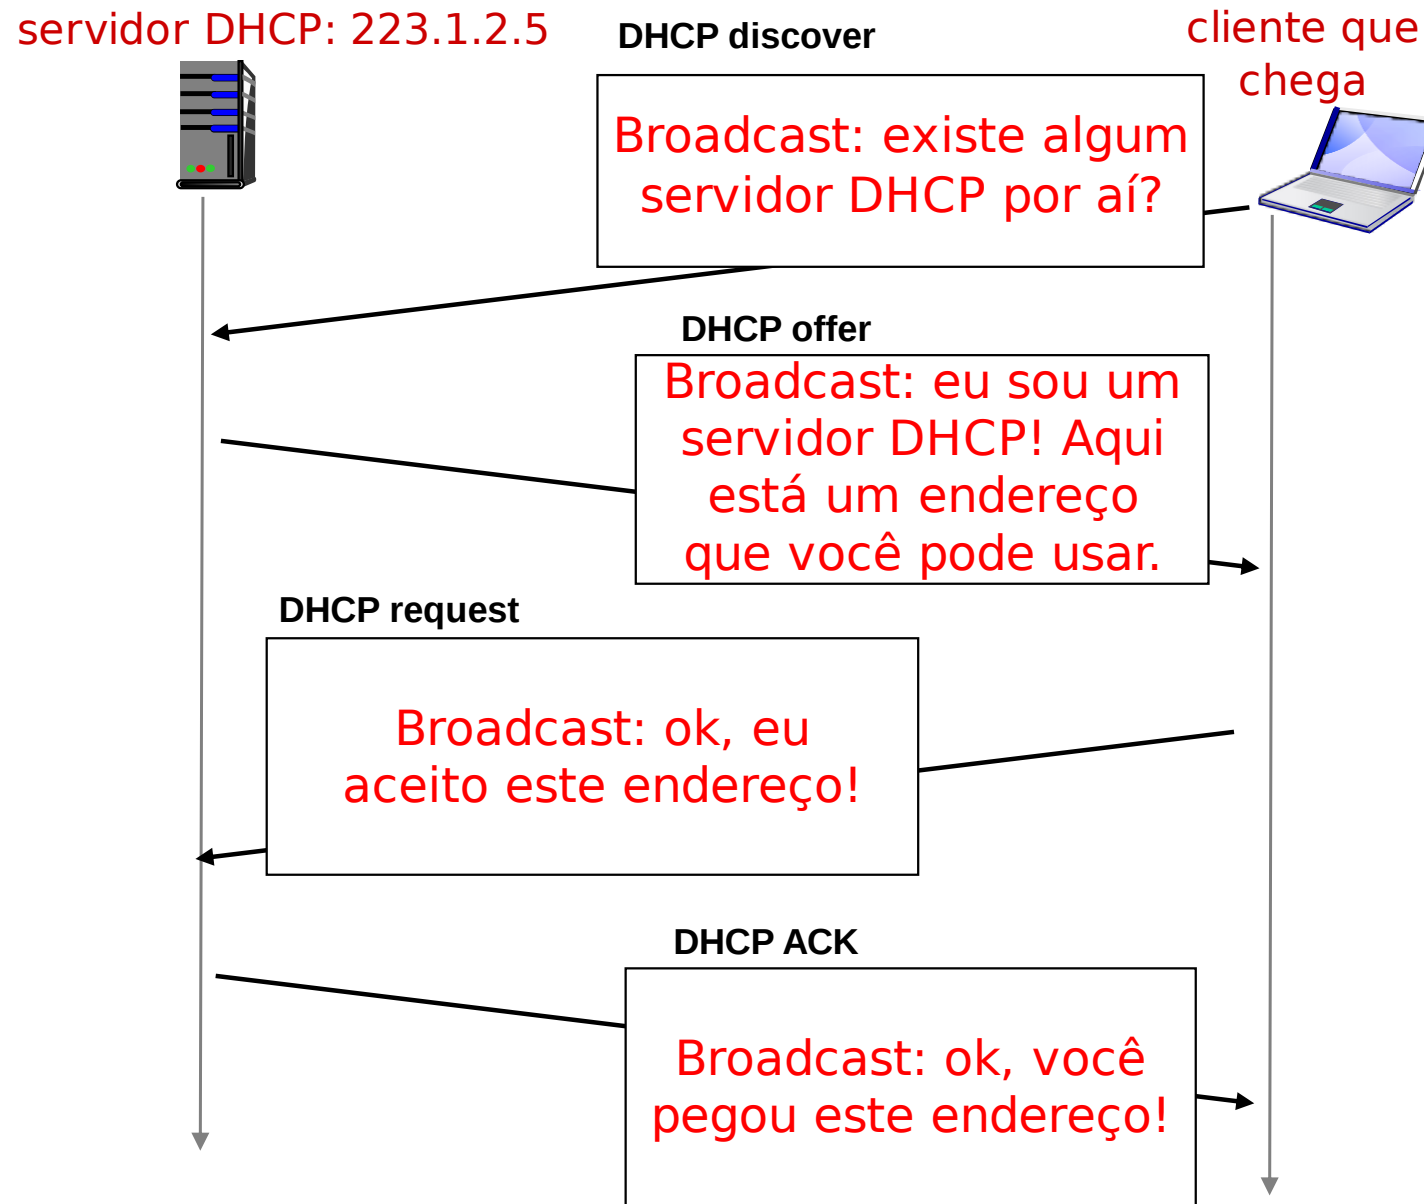 servidor DHCP: 223.1.2.5
DHCP discover
cliente que
chega
Broadcast: existe algum
servidor DHCP por aí?
DHCP offer
Broadcast: eu sou um
servidor DHCP! Aqui
está um endereço
que você pode usar.
DHCP request
Broadcast: ok, eu
aceito este endereço!
DHCP ACK
Broadcast: ok, você
pegou este endereço!